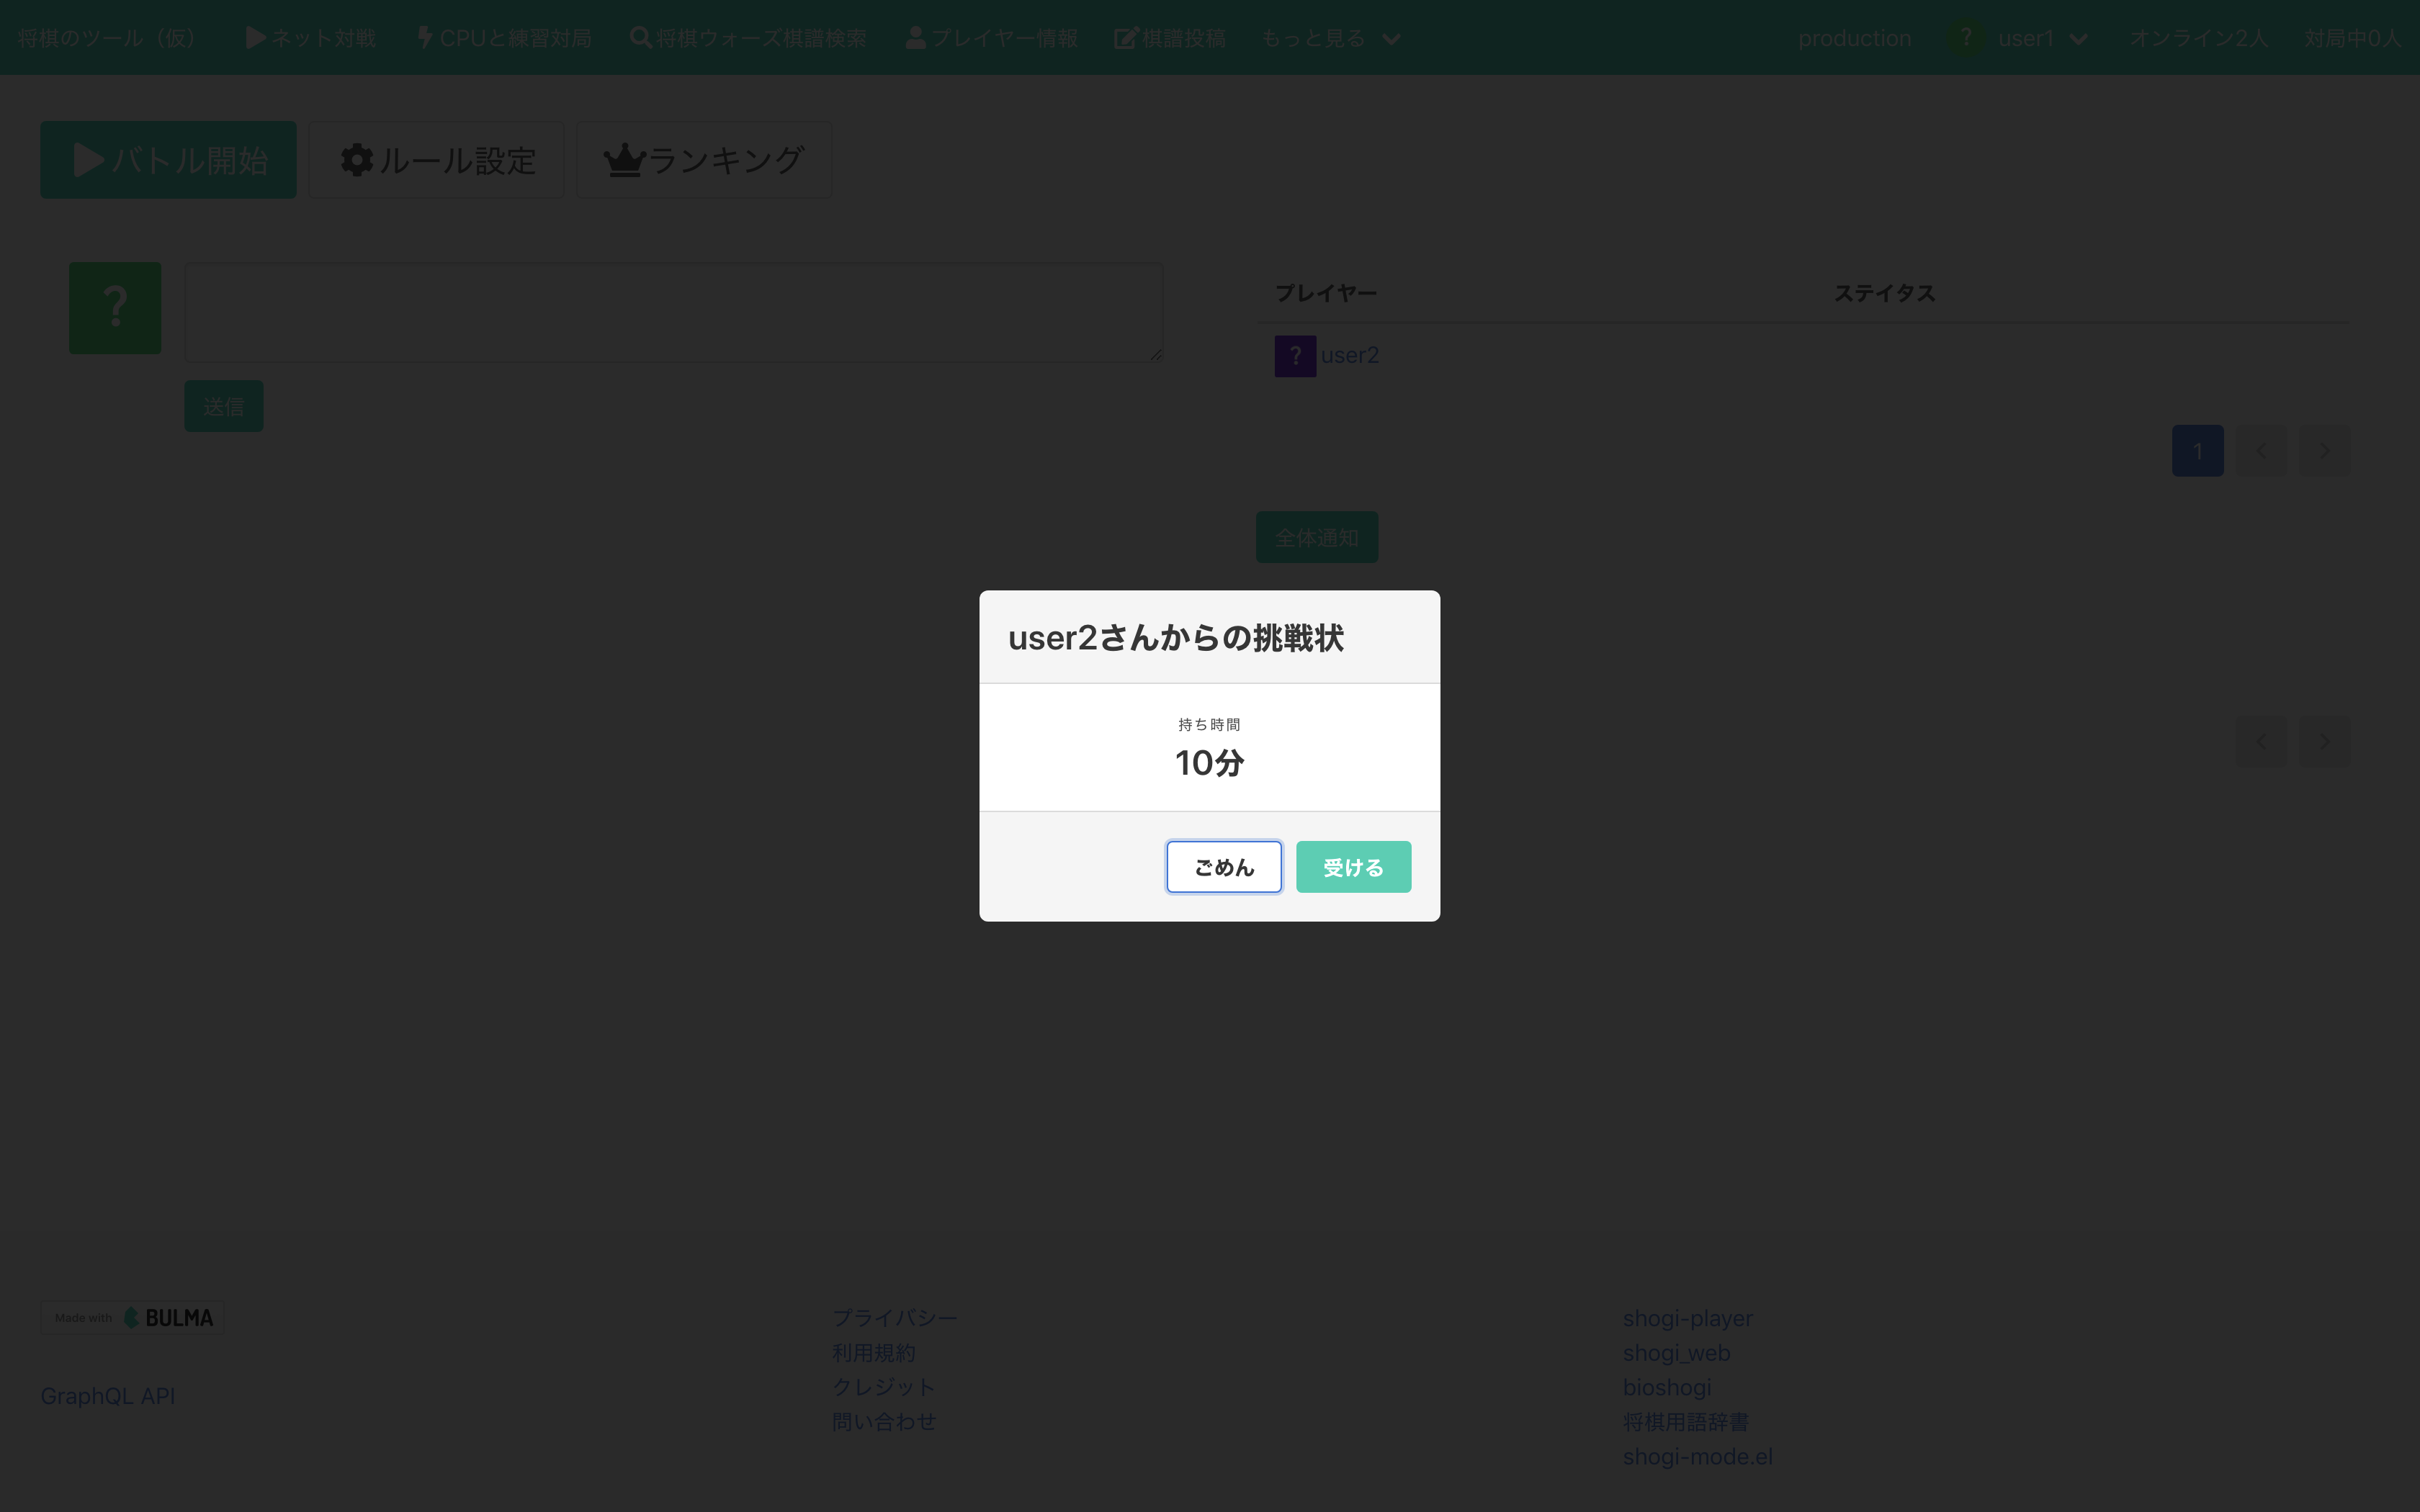 将棋のツール（仮） ネット対戦 CPUと練習対局 将棋ウォーズ棋譜検索 プレイヤー情報 棋譜投稿 もっと見る production ? user1 オンライン2人 対局中0人
バトル開始 ルール設定 ランキング
?
送信
プレイヤー ステイタス
? user2
1
全体通知
user2さんからの挑戦状
持ち時間
10分
ごめん 受ける
Made with BULMA
GraphQL API
プライバシー
利用規約
クレジット
問い合わせ
shogi-player
shogi_web
bioshogi
将棋用語辞書
shogi-mode.el